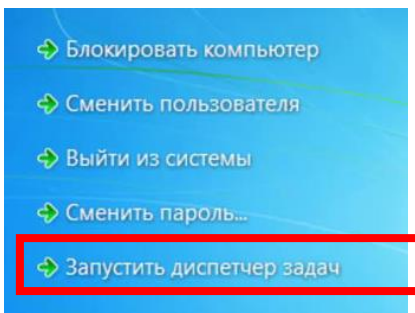 Блокировать компьютер
Сменить пользователя
Выйти из системы
Сменить пароль...
Запустить диспетчер задач